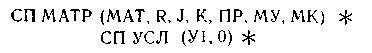 СП МАТР (МАТ, R, J, K, ПР, МУ, МК) *
СП УСЛ (У1, 0) *